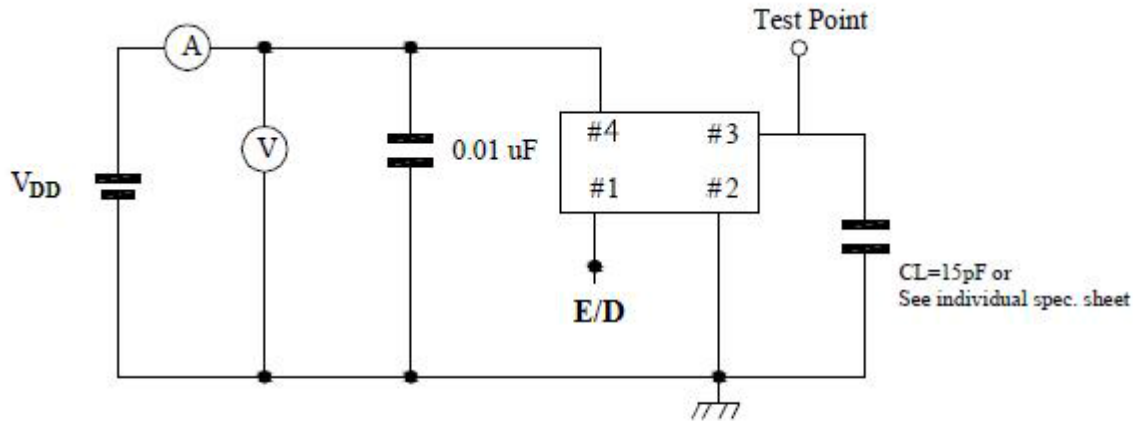 Test Point
A
#4 #3
V
0.01 uF
VDD
#1 #2
CL=15pF or
See individual spec. sheet
E/D